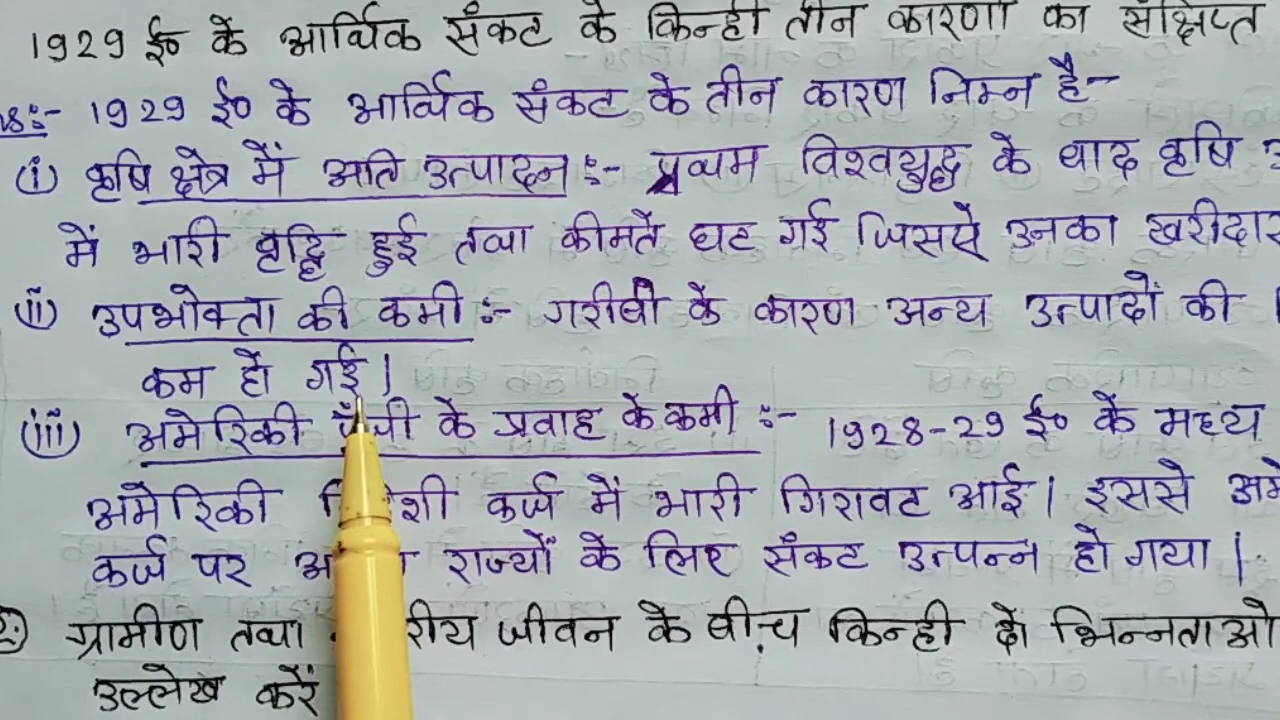 1929 ई० के आर्थिक संकट के किन्ही तीन कारणों का संक्षिप्त
:- 1929 ई० के आर्थिक संकट के तीन कारण निम्न है-
(i) कृषि क्षेत्र में अति उत्पादन :- प्रथम विश्वयुद्ध के बाद कृषि
में भारी वृद्धि हुई तथा कीमतें घट गई जिससे उनका खरीदार
(ii) उपभोक्ता की कमी :- गरीबी के कारण अन्य उत्पादों की
कम हो गई।
(iii) अमेरिकी के प्रवाह के कमी :- 1928-29 ई० के मध्य
अमेरिकी कर्ज में भारी गिरावट आई। इससे
कर्ज पर राज्यों के लिए संकट उत्पन्न हो गया।
ग्रामीण तथा जीवन के बीच किन्ही दो भिन्नताओ
उल्लेख करें